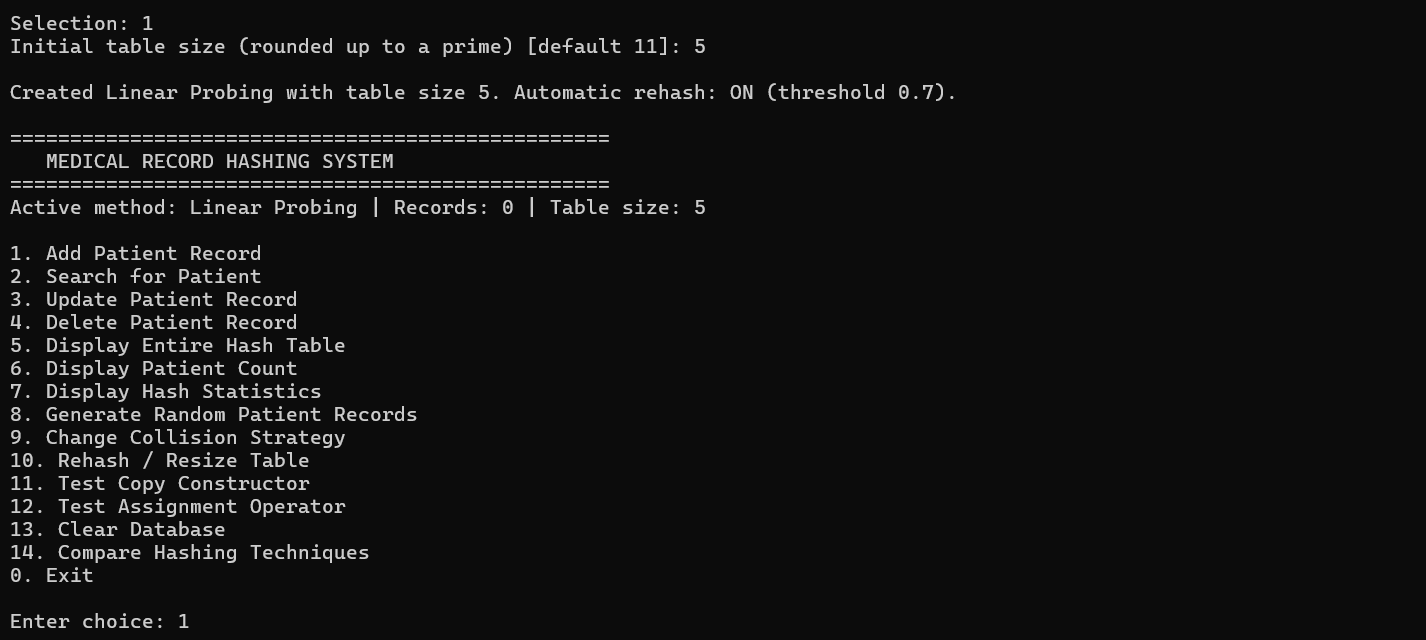 Selection: 1
Initial table size (rounded up to a prime) [default 11]: 5
Created Linear Probing with table size 5. Automatic rehash: ON (threshold 0.7).
==================================================
MEDICAL RECORD HASHING SYSTEM
==================================================
Active method: Linear Probing | Records: 0 | Table size: 5
1. Add Patient Record
2. Search for Patient
3. Update Patient Record
4. Delete Patient Record
5. Display Entire Hash Table
6. Display Patient Count
7. Display Hash Statistics
8. Generate Random Patient Records
9. Change Collision Strategy
10. Rehash / Resize Table
11. Test Copy Constructor
12. Test Assignment Operator
13. Clear Database
14. Compare Hashing Techniques
0. Exit
Enter choice: 1